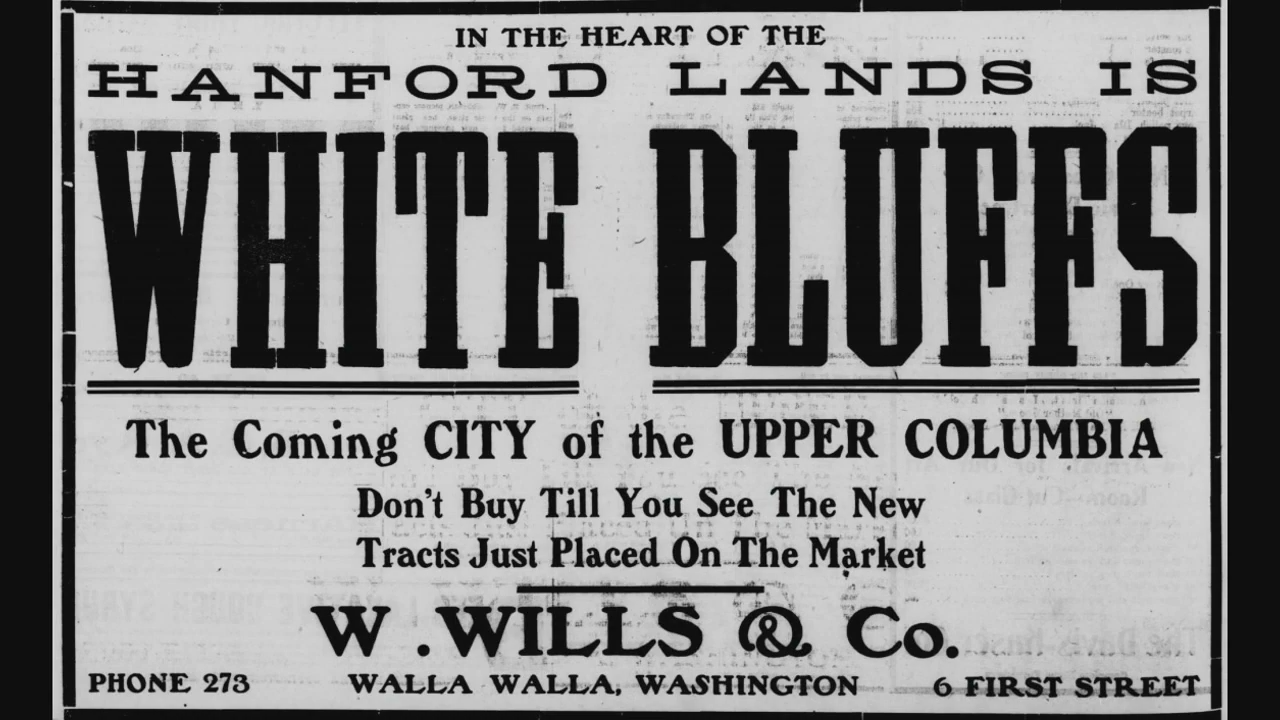 IN THE HEART OF THE
HANFORD LANDS IS
WHITE BLUFFS
The Coming CITY of the UPPER COLUMBIA
Don't Buy Till You See The New
Tracts Just Placed On The Market
W. WILLS & Co.
PHONE 273 WALLA WALLA, WASHINGTON 6 FIRST STREET